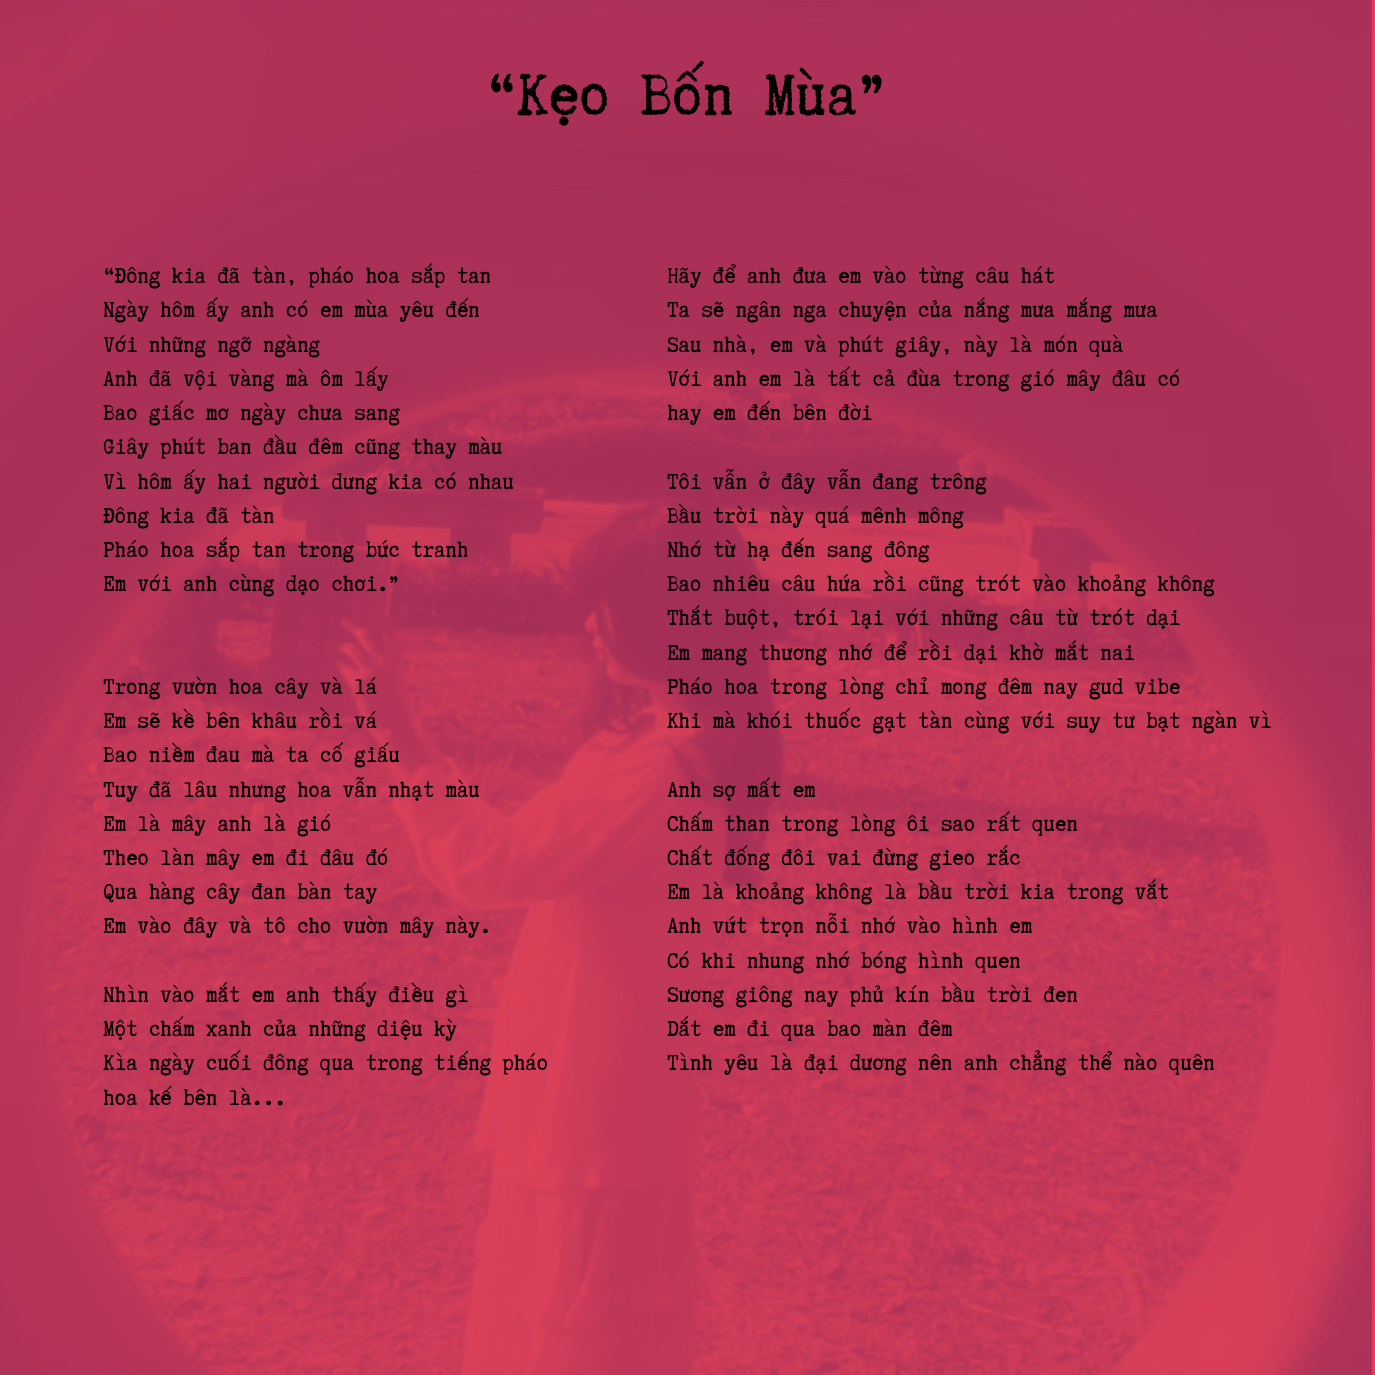 “Kẹo Bốn Mùa”
“Đông kia đã tàn, pháo hoa sắp tan
Ngày hôm ấy anh có em mùa yêu đến
Với những ngỡ ngàng
Anh đã vội vàng mà ôm lấy
Bao giấc mơ ngày chưa sang
Giây phút ban đầu đêm cũng thay màu
Vì hôm ấy hai người dưng kia có nhau
Đông kia đã tàn
Pháo hoa sắp tan trong bức tranh
Em với anh cùng dạo chơi.”
Trong vườn hoa cây và lá
Em sẽ kề bên khâu rồi vá
Bao niềm đau mà ta cố giấu
Tuy đã lâu nhưng hoa vẫn nhạt màu
Em là mây anh là gió
Theo làn mây em đi đâu đó
Qua hàng cây đan bàn tay
Em vào đây và tô cho vườn mây này.
Nhìn vào mắt em anh thấy điều gì
Một chấm xanh của những diệu kỳ
Kìa ngày cuối đông qua trong tiếng pháo
hoa kế bên là...
Hãy để anh đưa em vào từng câu hát
Ta sẽ ngân nga chuyện của nắng mưa mắng mưa
Sau nhà, em và phút giây, này là món quà
Với anh em là tất cả đùa trong gió mây đâu có
hay em đến bên đời
Tôi vẫn ở đây vẫn đang trông
Bầu trời này quá mênh mông
Nhớ từ hạ đến sang đông
Bao nhiêu câu hứa rồi cũng trót vào khoảng không
Thắt buột, trói lại với những câu từ trót dại
Em mang thương nhớ để rồi dại khờ mắt nai
Pháo hoa trong lòng chỉ mong đêm nay gud vibe
Khi mà khói thuốc gạt tàn cùng với suy tư bạt ngàn vì
Anh sợ mất em
Chấm than trong lòng ôi sao rất quen
Chất đống đôi vai đừng gieo rắc
Em là khoảng không là bầu trời kia trong vắt
Anh vứt trọn nỗi nhớ vào hình em
Có khi nhung nhớ bóng hình quen
Sương giông nay phủ kín bầu trời đen
Dắt em đi qua bao màn đêm
Tình yêu là đại dương nên anh chẳng thể nào quên